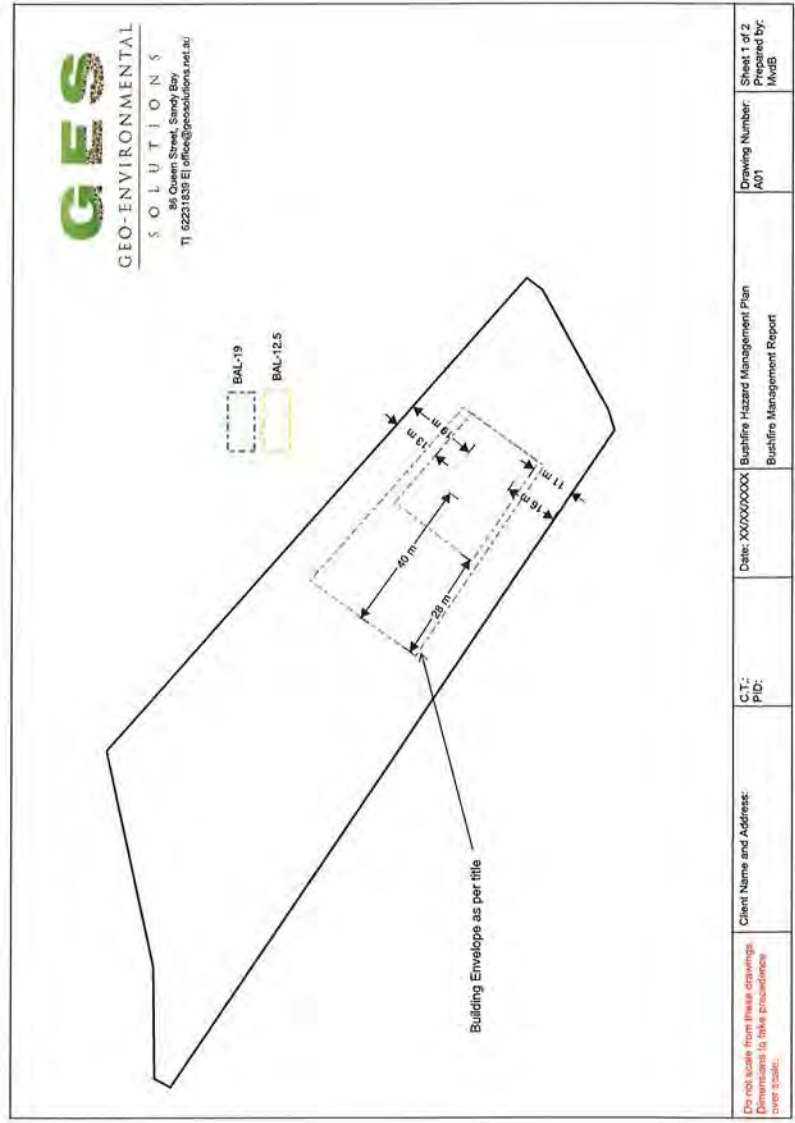 GES
GEO-ENVIRONMENTAL
SOLUTIONS
86 Queen Street, Sandy Bay
T| 62231839 E| office@geosolutions.net.au
BAL-19
BAL-12.5
13 m
19 m
40 m
28 m
11 m
16 m
Building Envelope as per title
Do not scale from these drawings.
Dimensions to take precedence
over scale.
Client Name and Address:
C.T.:
PID:
Date: XX/XX/XXXX
Bushfire Hazard Management Plan
Bushfire Management Report
Drawing Number:
A01
Sheet 1 of 2
Prepared by:
MvdB